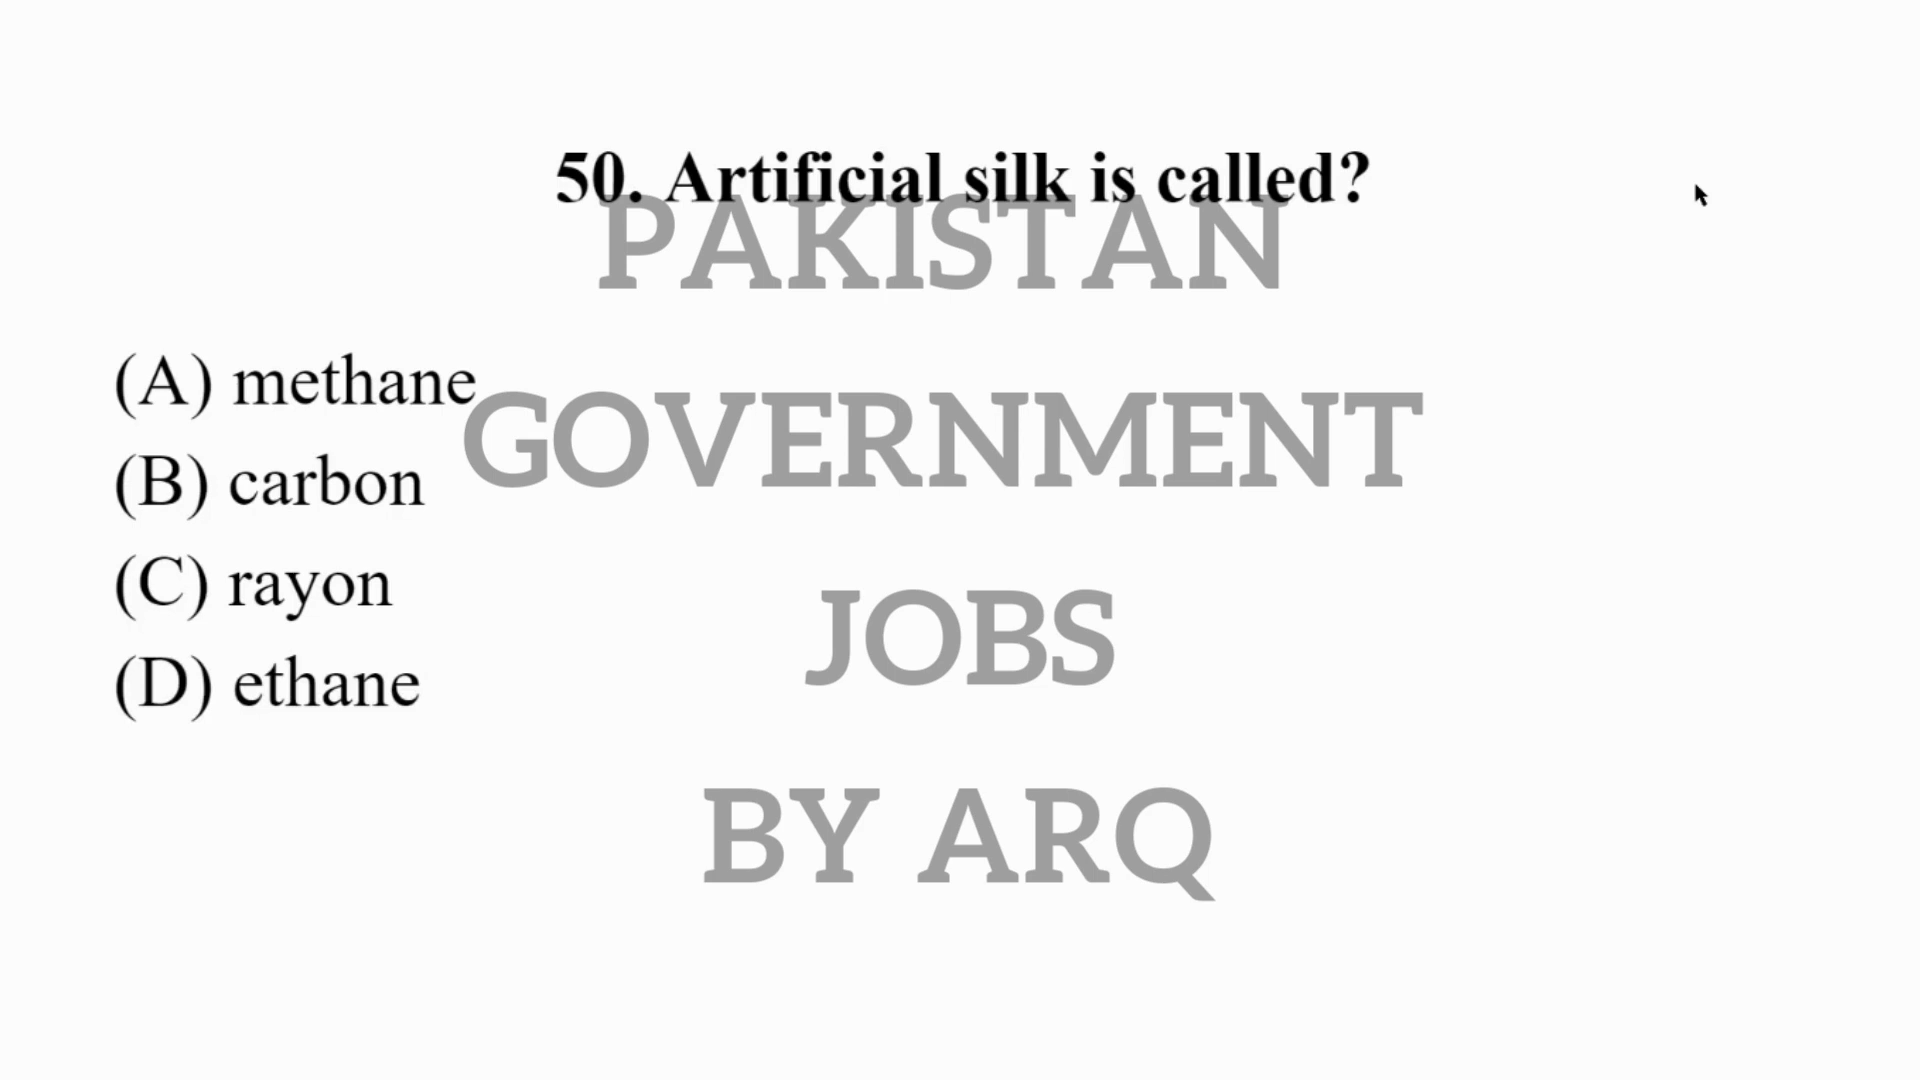 50. Artificial silk is called?
PAKISTAN
(A) methane
GOVERNMENT
(B) carbon
(C) rayon
JOBS
(D) ethane
BY ARQ